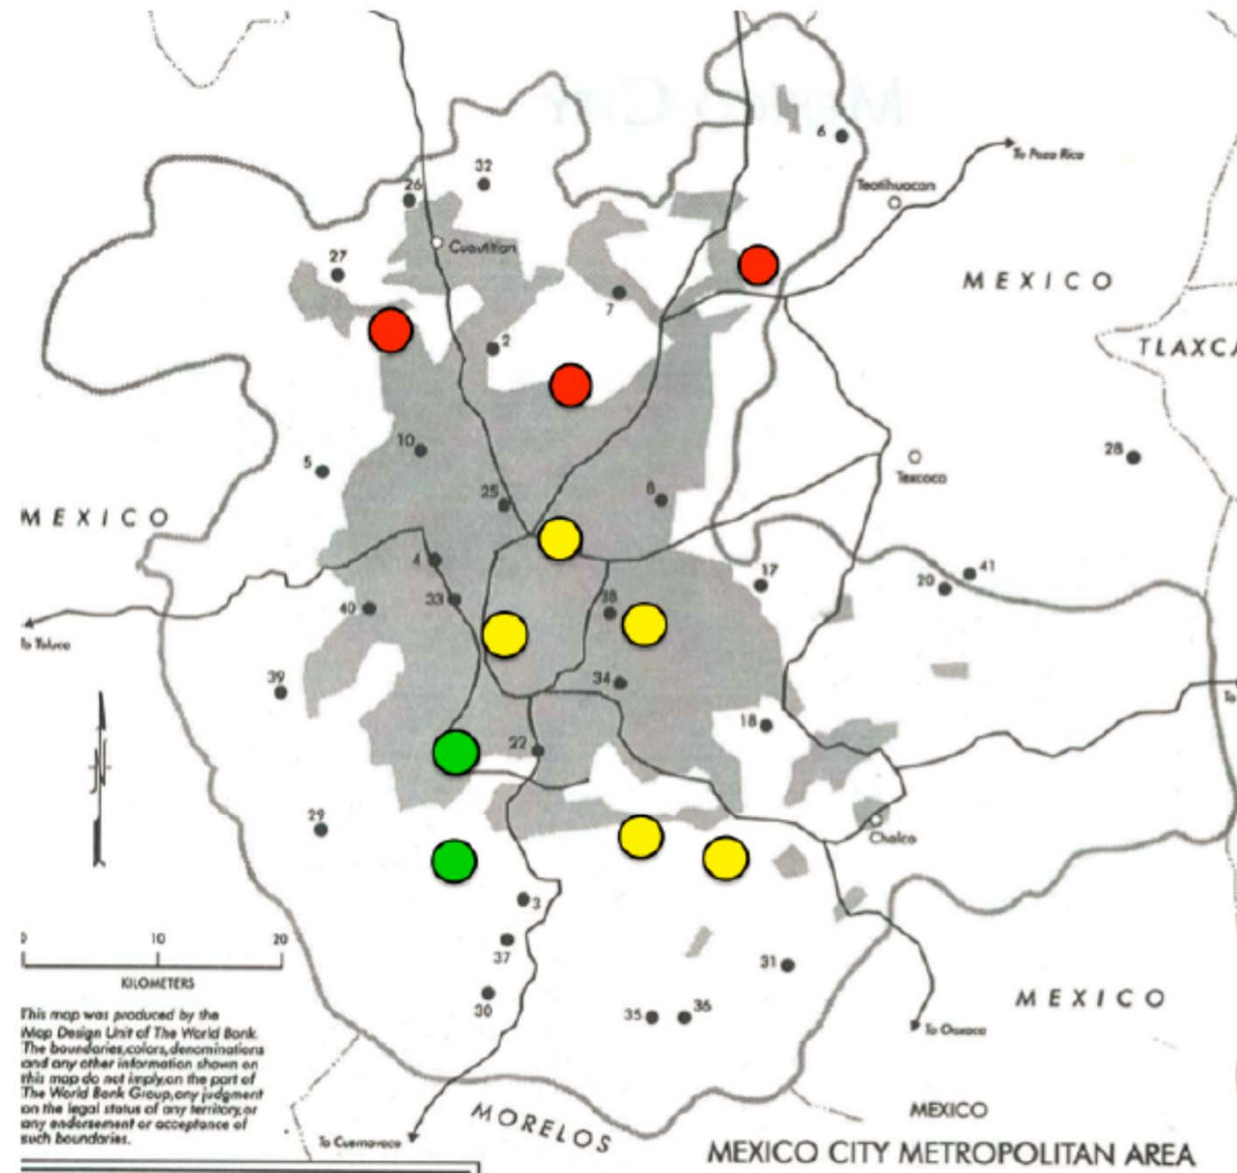 6
To Poza Rica
32
Teotihuacan
26
Cuautitlan
27
MEXICO
7
2
TLAXCA
10
5
28
Texcoco
25
8
MEXICO
4
17
41
20
33
38
40
To Toluca
39
34
To
18
22
29
Chalco
3
0 10 20
37
KILOMETERS
31
30
MEXICO
35 36
This map was produced by the
Map Design Unit of The World Bank.
The boundaries, colors, denominations
and any other information shown on
this map do not imply, on the part of
The World Bank Group, any judgment
on the legal status of any territory, or
any endorsement or acceptance of
such boundaries.
To Oaxaca
MORELOS
MEXICO
To Cuernavaca
MEXICO CITY METROPOLITAN AREA